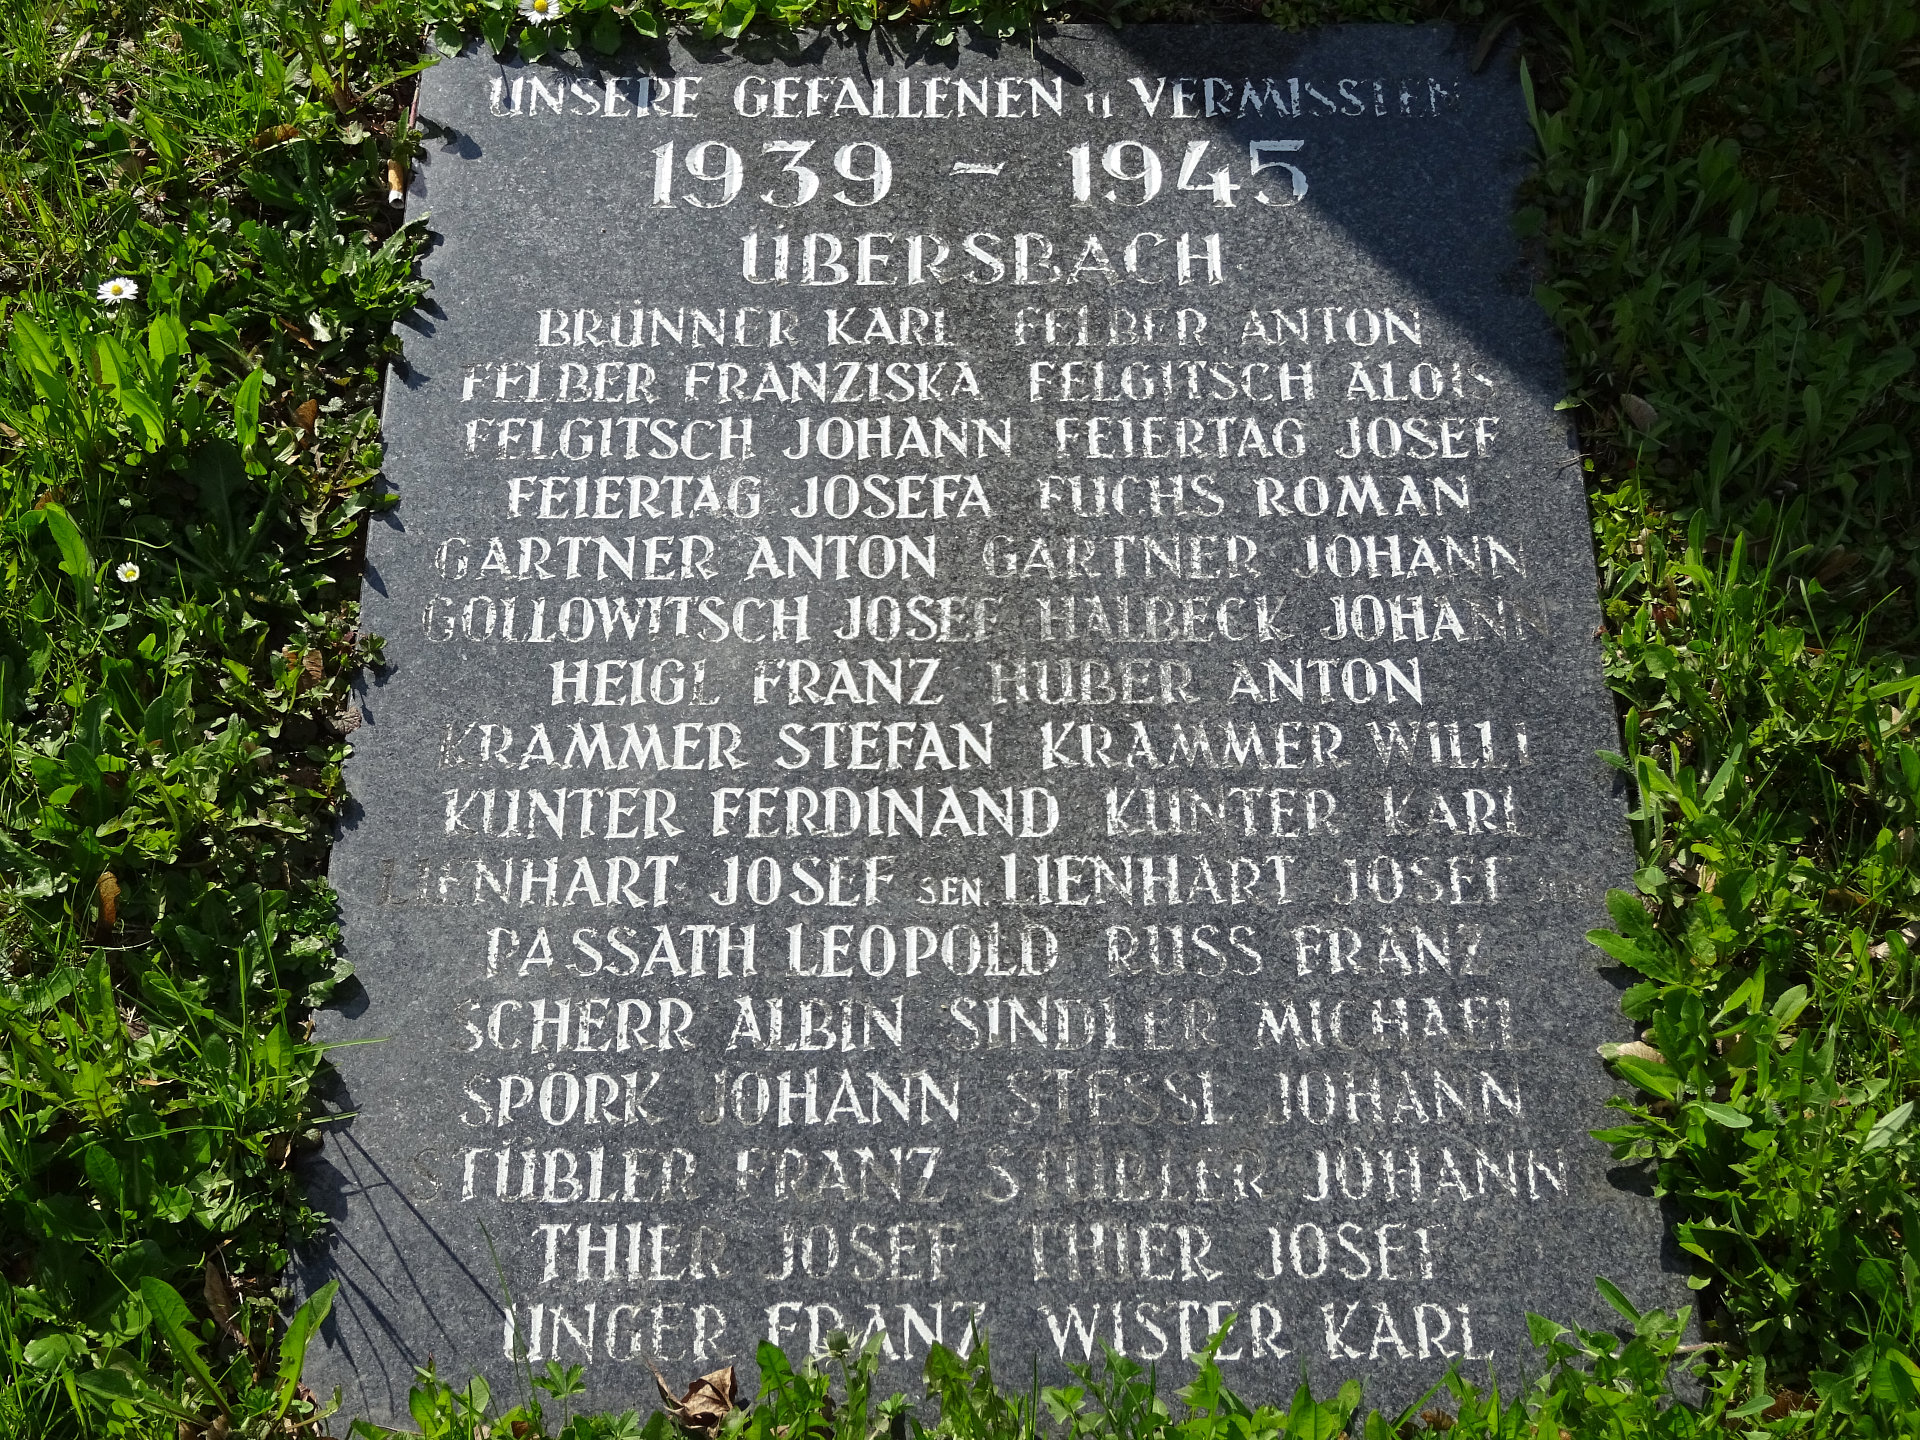 UNSERE GEFALLENEN u VERMISSTEN
1939 - 1945
ÜBERSBACH
BRÜNNER KARL FELBER ANTON
FELBER FRANZISKA FELGITSCH ALOIS
FELGITSCH JOHANN FEIERTAG JOSEF
FEIERTAG JOSEFA FUCHS ROMAN
GARTNER ANTON GARTNER JOHANN
GOLLOWITSCH JOSEF HALBECK JOHANN
HEIGL FRANZ HUBER ANTON
KRAMMER STEFAN KRAMMER WILLI
KUNTER FERDINAND KUNTER KARL
LIENHART JOSEF SEN. LIENHART JOSEF JUN
PASSATH LEOPOLD RUSS FRANZ
SCHERR ALBIN SINDLER MICHAEL
SPÖRK JOHANN STESSL JOHANN
STÜBLER FRANZ STÜBLER JOHANN
THIER JOSEF THIER JOSEF
UNGER FRANZ WISTER KARL